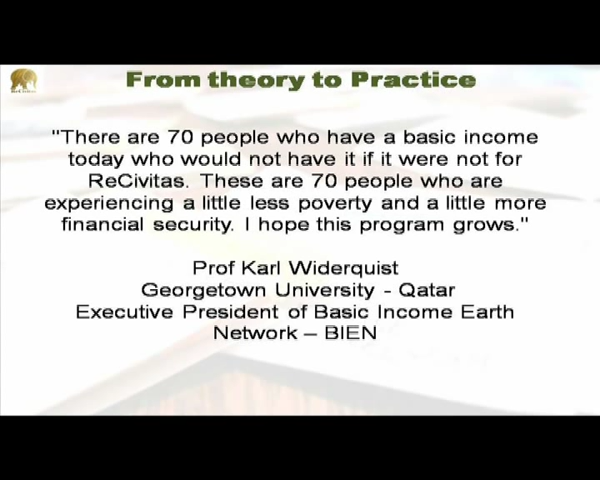 From theory to Practice
"There are 70 people who have a basic income
today who would not have it if it were not for
ReCivitas. These are 70 people who are
experiencing a little less poverty and a little more
financial security. I hope this program grows."
Prof Karl Widerquist
Georgetown University - Qatar
Executive President of Basic Income Earth
Network – BIEN